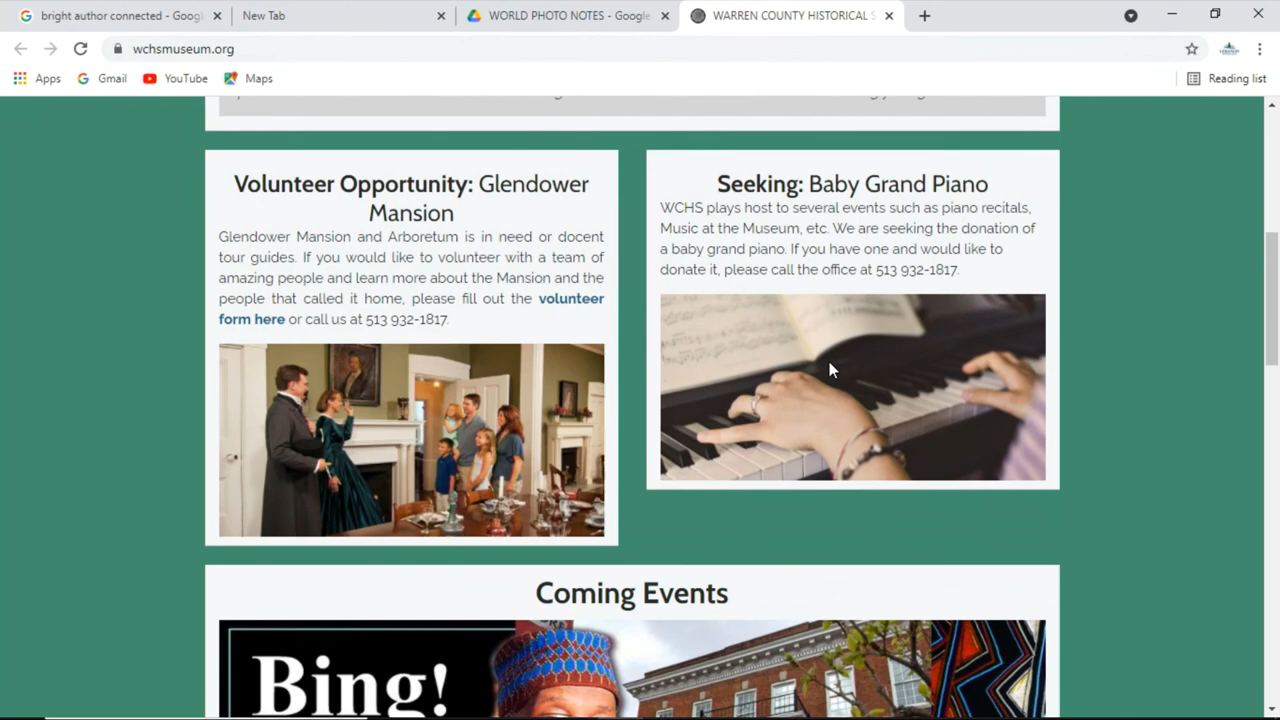 bright author connected - Goog
New Tab
WORLD PHOTO NOTES - Google
WARREN COUNTY HISTORICAL S
wchsmuseum.org
Apps
Gmail
YouTube
Maps
Reading list
Volunteer Opportunity: Glendower
Mansion
Glendower Mansion and Arboretum is in need or docent
tour guides. If you would like to volunteer with a team of
amazing people and learn more about the Mansion and the
people that called it home, please fill out the volunteer
form here or call us at 513 932-1817.
Seeking: Baby Grand Piano
WCHS plays host to several events such as piano recitals,
Music at the Museum, etc. We are seeking the donation of
a baby grand piano. If you have one and would like to
donate it, please call the office at 513 932-1817.
Coming Events
Bing!